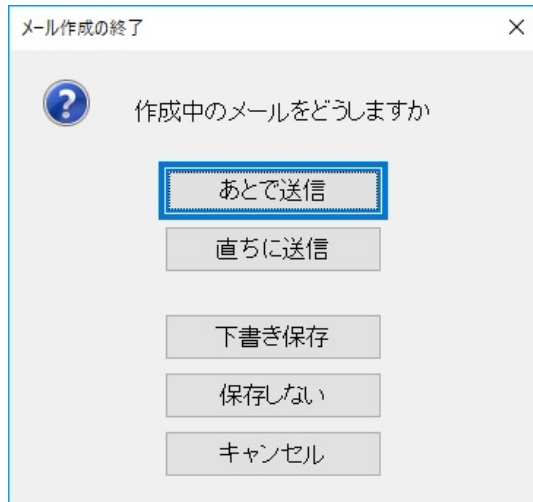 メール作成の終了
作成中のメールをどうしますか
あとで送信
直ちに送信
下書き保存
保存しない
キャンセル